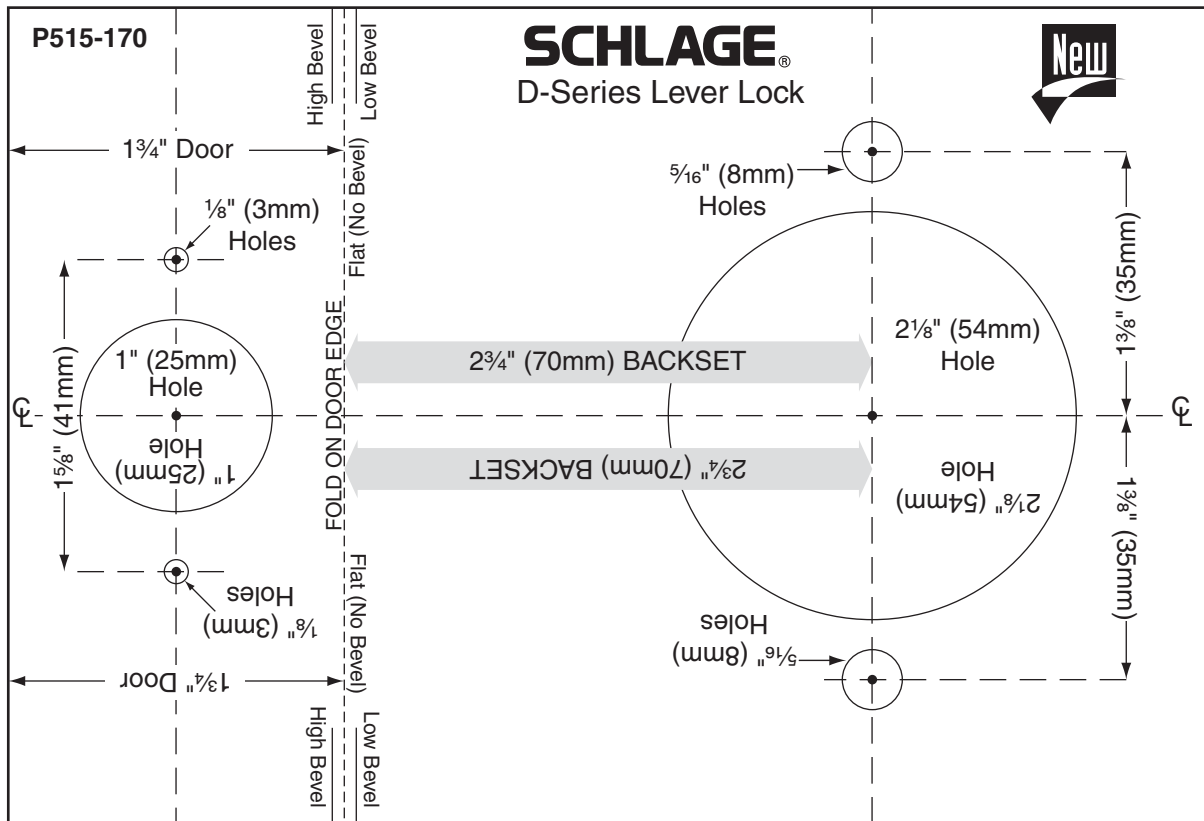 P515-170
SCHLAGE®
D-Series Lever Lock
New
High Bevel
Low Bevel
1¾" Door
Flat (No Bevel)
⅛" (3mm)
Holes
5⁄16" (8mm)
Holes
1⅜" (35mm)
1" (25mm)
Hole
1⅝" (41mm)
FOLD ON DOOR EDGE
2¾" (70mm) BACKSET
2⅛" (54mm)
Hole
℄
℄
1" (25mm)
Hole
2¾" (70mm) BACKSET
2⅛" (54mm)
Hole
1⅜" (35mm)
⅛" (3mm)
Holes
Flat (No Bevel)
5⁄16" (8mm)
Holes
1¾" Door
High Bevel
Low Bevel